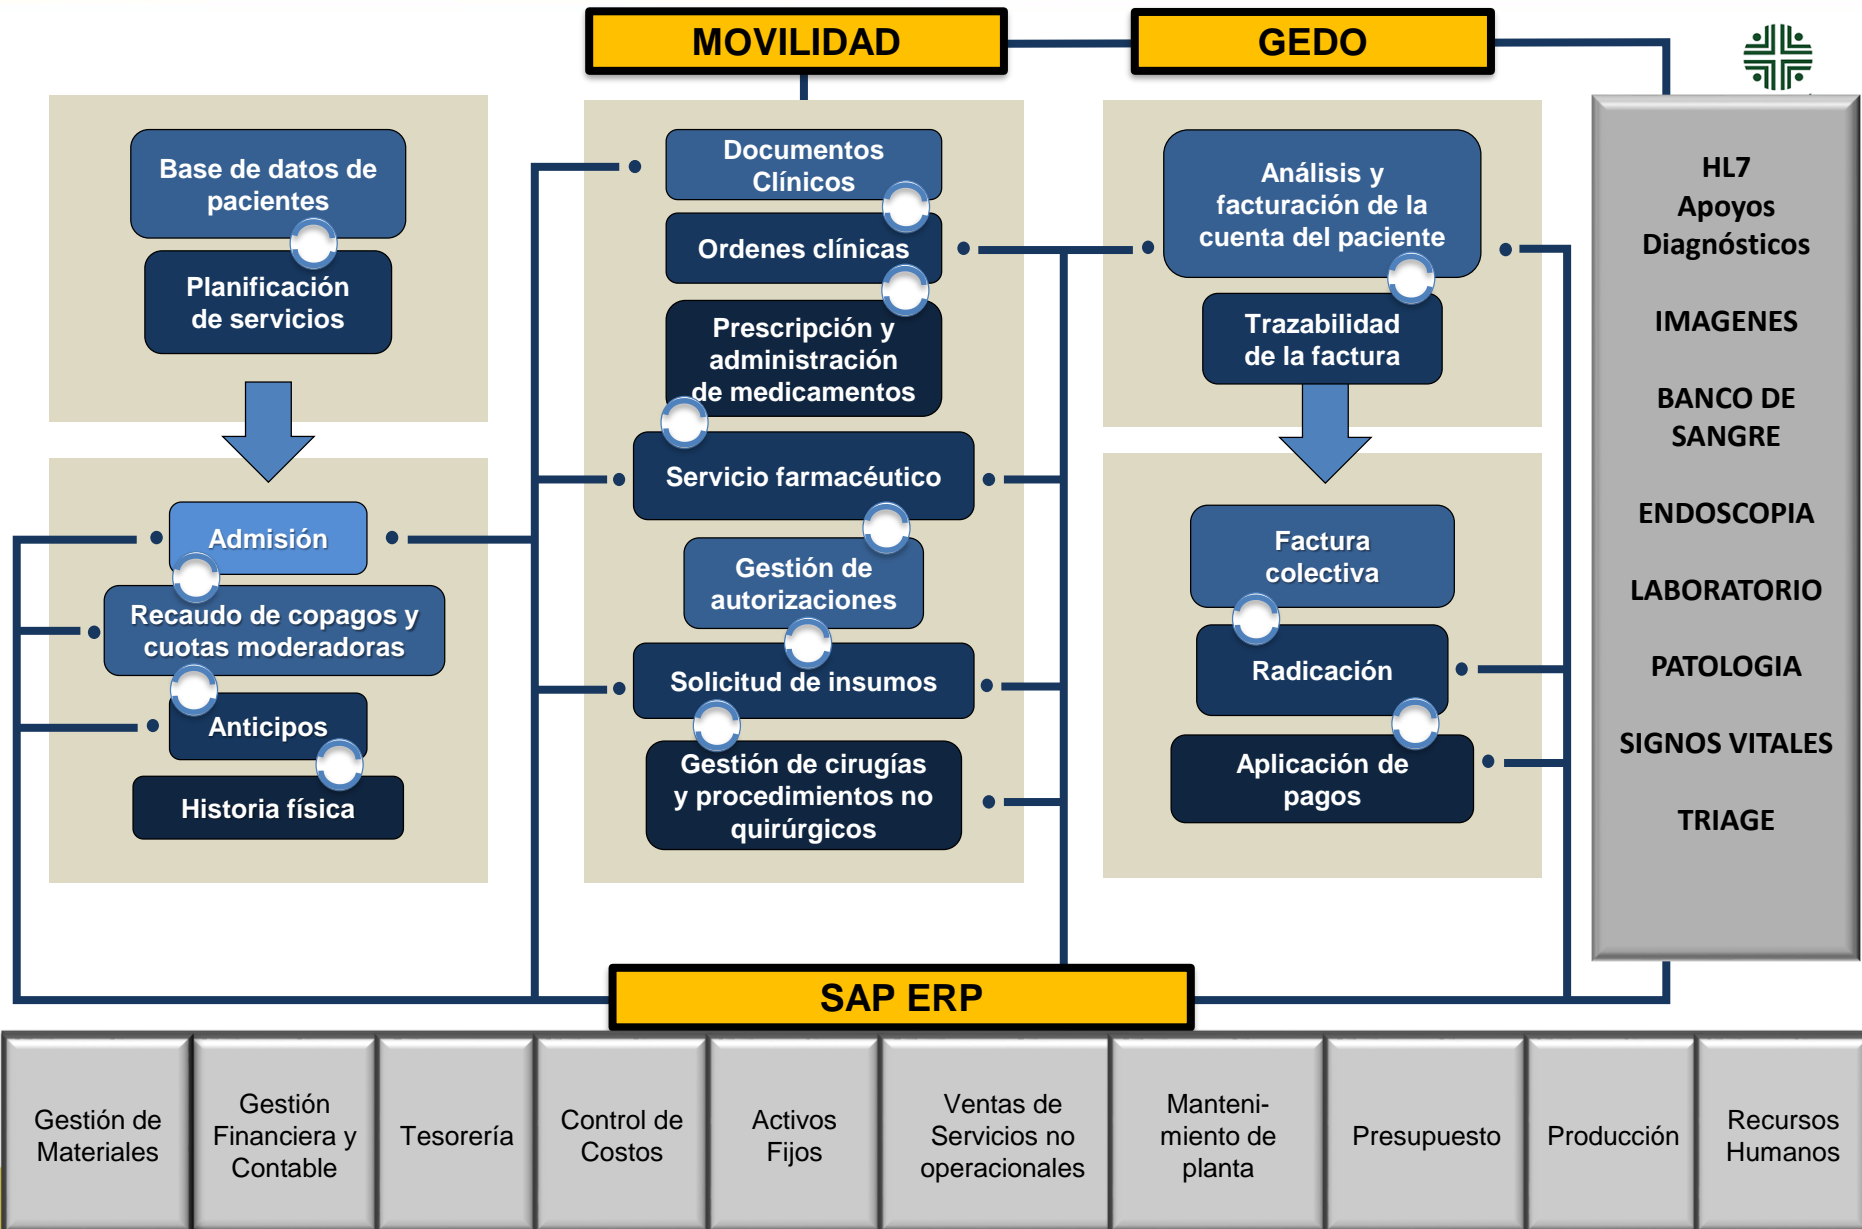 MOVILIDAD
GEDO
Base de datos de
pacientes
Planificación
de servicios
Admisión
Recaudo de copagos y
cuotas moderadoras
Anticipos
Historia física
Documentos
Clínicos
Ordenes clínicas
Prescripción y
administración
de medicamentos
Servicio farmacéutico
Gestión de
autorizaciones
Solicitud de insumos
Gestión de cirugías
y procedimientos no
quirúrgicos
Análisis y
facturación de la
cuenta del paciente
Trazabilidad
de la factura
Factura
colectiva
Radicación
Aplicación de
pagos
HL7
Apoyos
Diagnósticos
IMAGENES
BANCO DE
SANGRE
ENDOSCOPIA
LABORATORIO
PATOLOGIA
SIGNOS VITALES
TRIAGE
SAP ERP
Gestión de
Materiales
Gestión
Financiera y
Contable
Tesorería
Control de
Costos
Activos
Fijos
Ventas de
Servicios no
operacionales
Manteni-
miento de
planta
Presupuesto
Producción
Recursos
Humanos